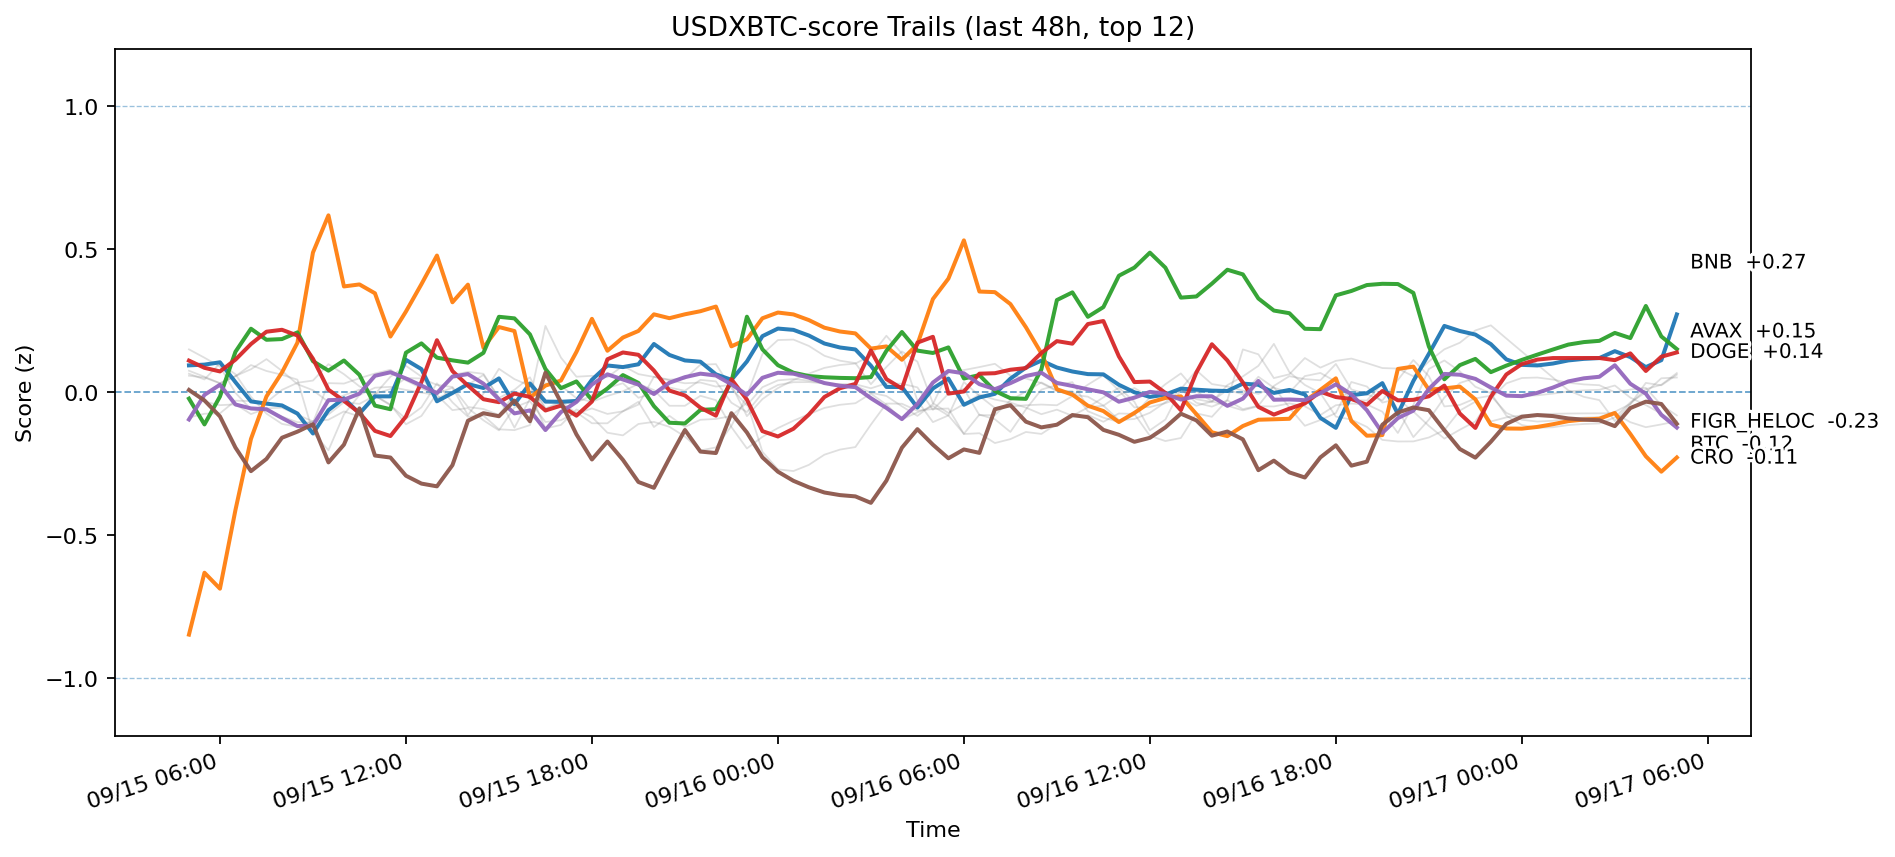 USDXBTC-score Trails (last 48h, top 12)
Score (z)
1.0
0.5
0.0
−0.5
−1.0
BNB +0.27
AVAX +0.15
DOGE +0.14
FIGR_HELOC -0.23
BTC -0.12
CRO -0.11
09/15 06:00
09/15 12:00
09/15 18:00
09/16 00:00
09/16 06:00
09/16 12:00
09/16 18:00
09/17 00:00
09/17 06:00
Time